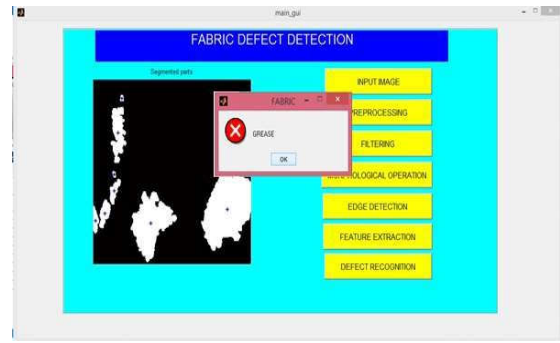 main_gui
FABRIC DEFECT DETECTION
Segmented parts
INPUT IMAGE
FABRIC
PREPROCESSING
GREASE
FILTERING
OK
MORPHOLOGICAL OPERATION
EDGE DETECTION
FEATURE EXTRACTION
DEFECT RECOGNITION